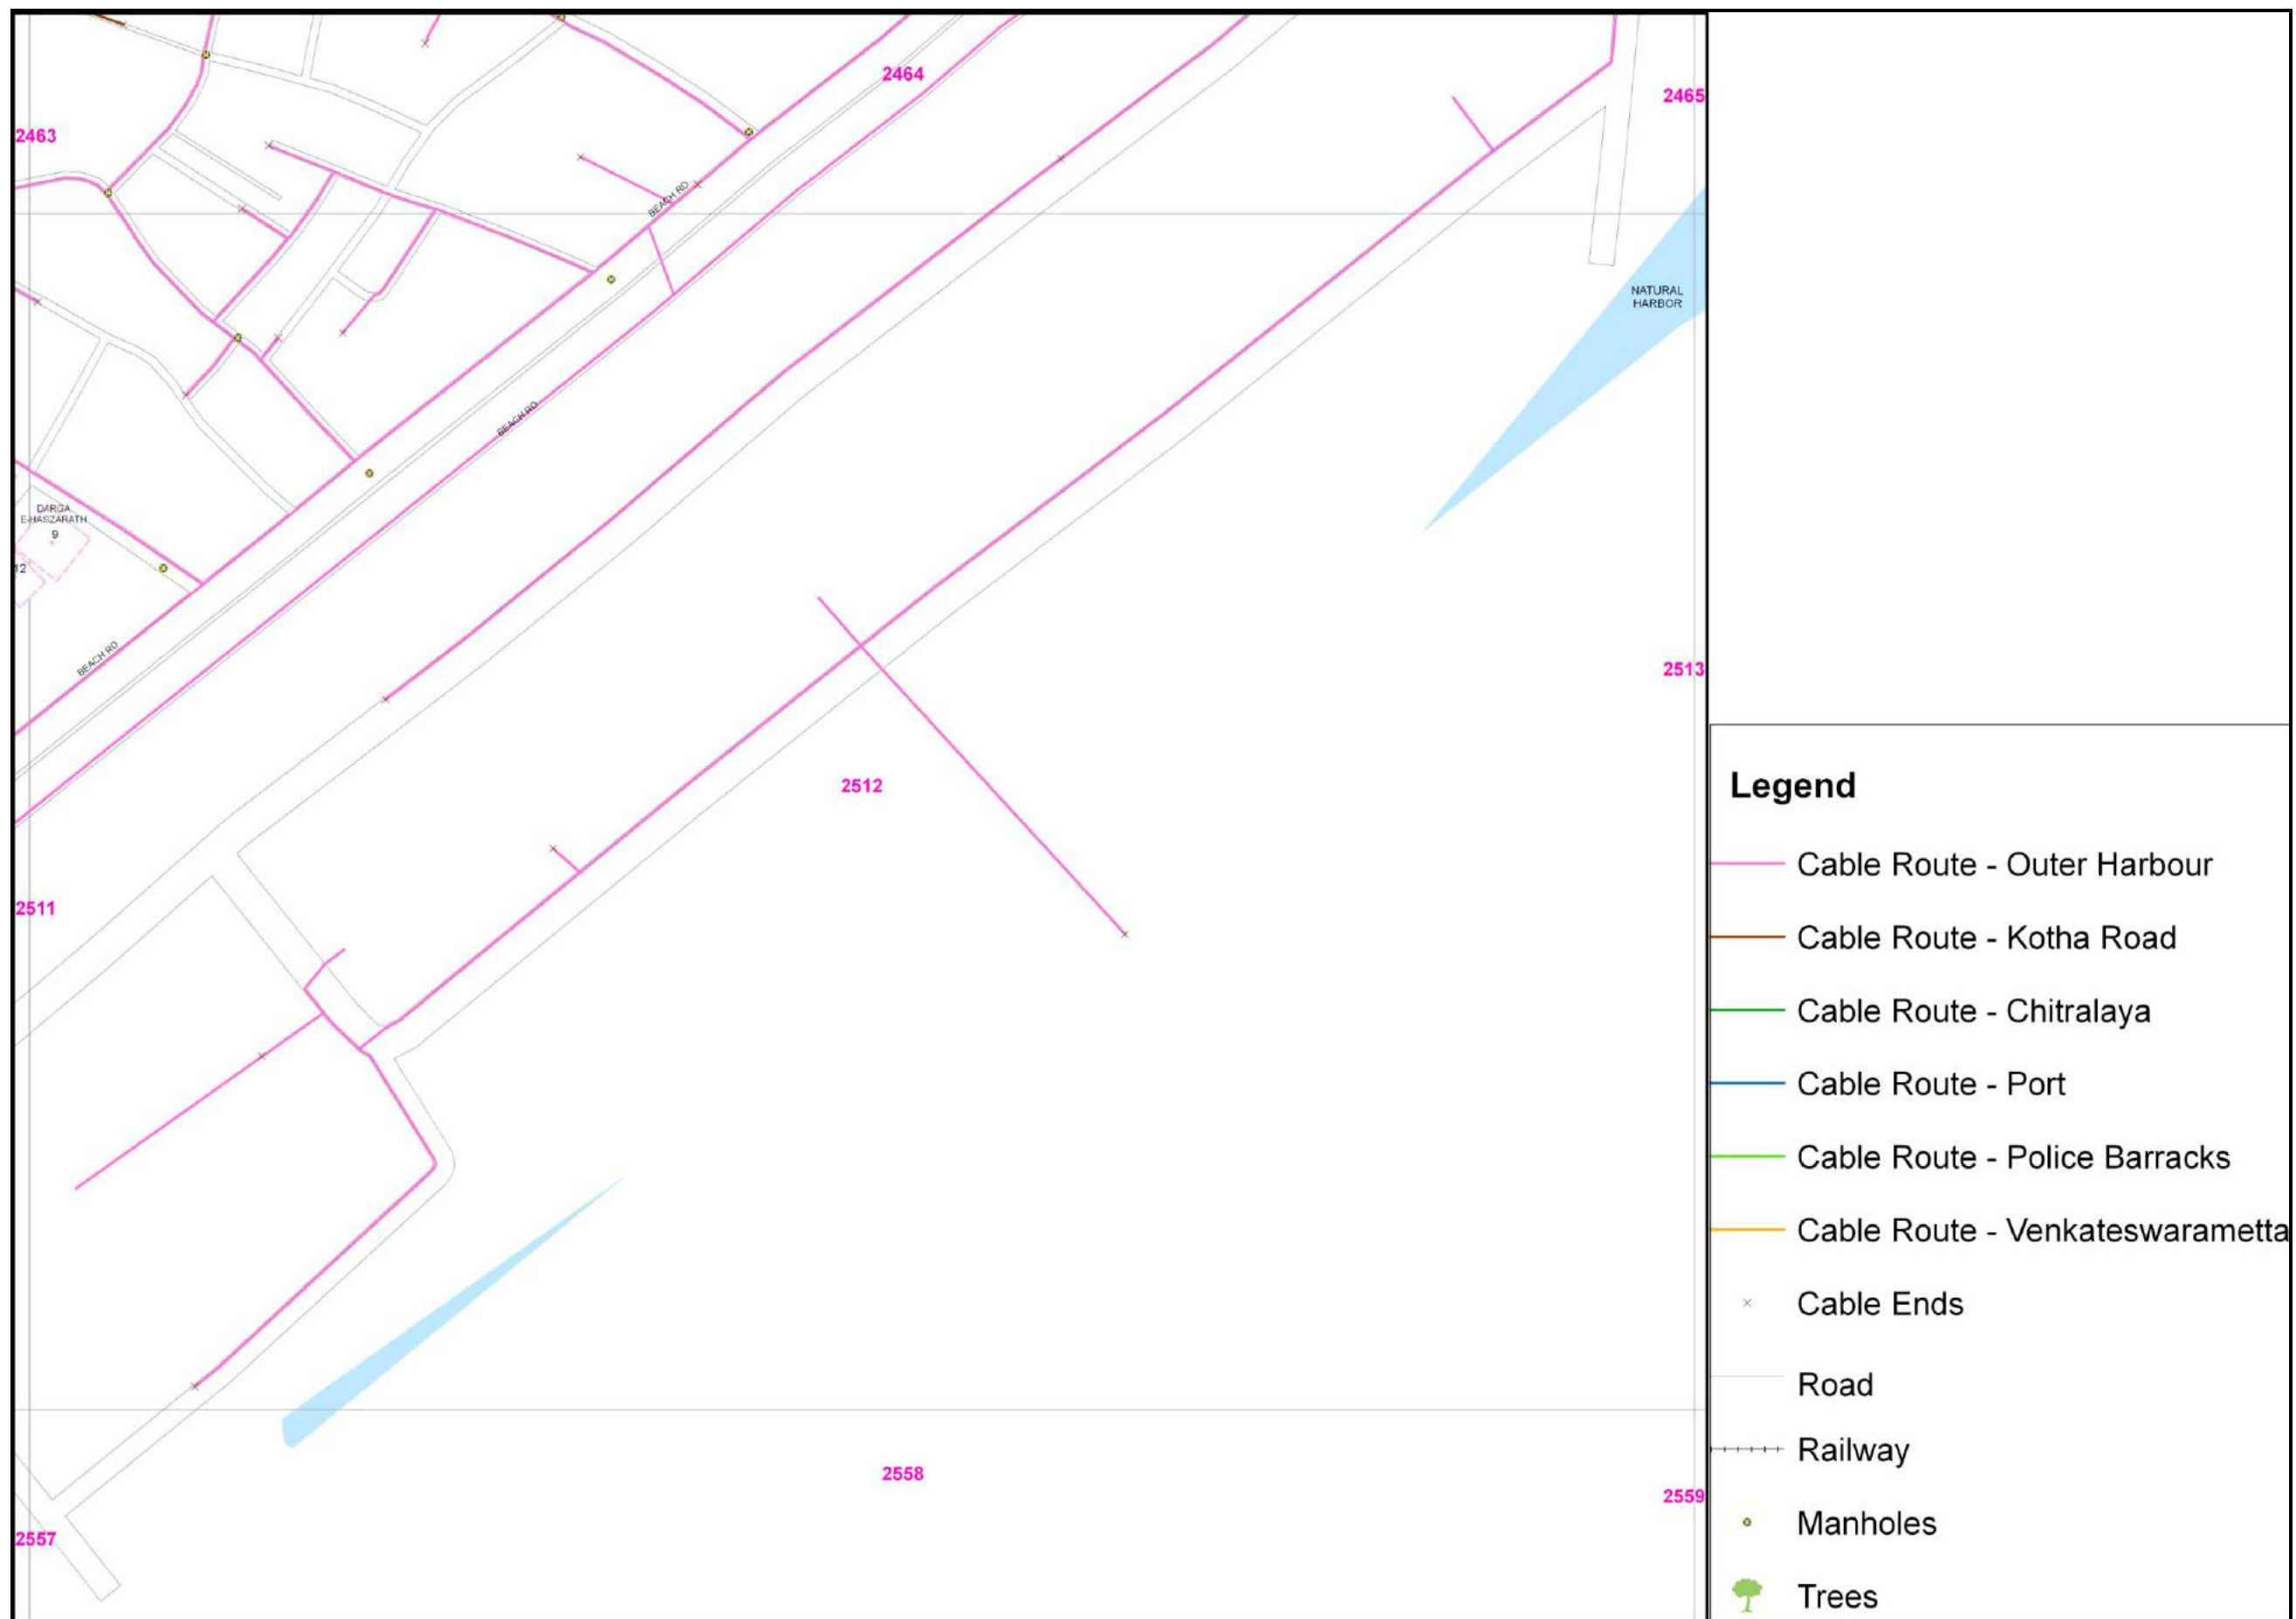 2464
2465
2463
BEACH RD
NATURAL
HARBOR
BEACH RD
DARGA
E-HASZARATH
9
12
BEACH RD
2513
2512
2511
2558
2559
2557
Legend
Cable Route - Outer Harbour
Cable Route - Kotha Road
Cable Route - Chitralaya
Cable Route - Port
Cable Route - Police Barracks
Cable Route - Venkateswarametta
Cable Ends
Road
Railway
Manholes
Trees